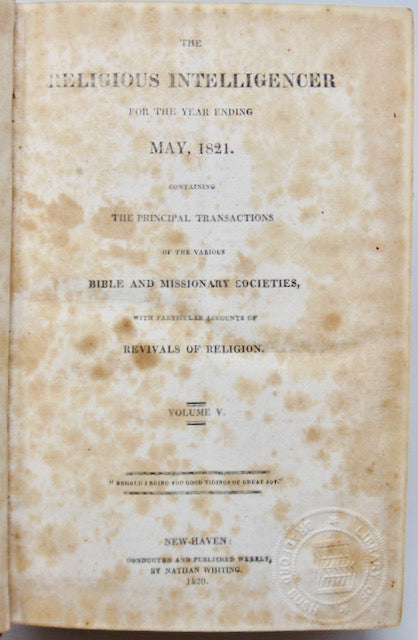 THE
RELIGIOUS INTELLIGENCER
FOR THE YEAR ENDING
MAY, 1821.
CONTAINING
THE PRINCIPAL TRANSACTIONS
OF THE VARIOUS
BIBLE AND MISSIONARY SOCIETIES,
WITH PARTICULAR ACCOUNTS OF
REVIVALS OF RELIGION.
VOLUME V.
"BEHOLD I BRING YOU GOOD TIDINGS OF GREAT JOY."
NEW-HAVEN:
CONDUCTED AND PUBLISHED WEEKLY,
BY NATHAN WHITING.
1820.